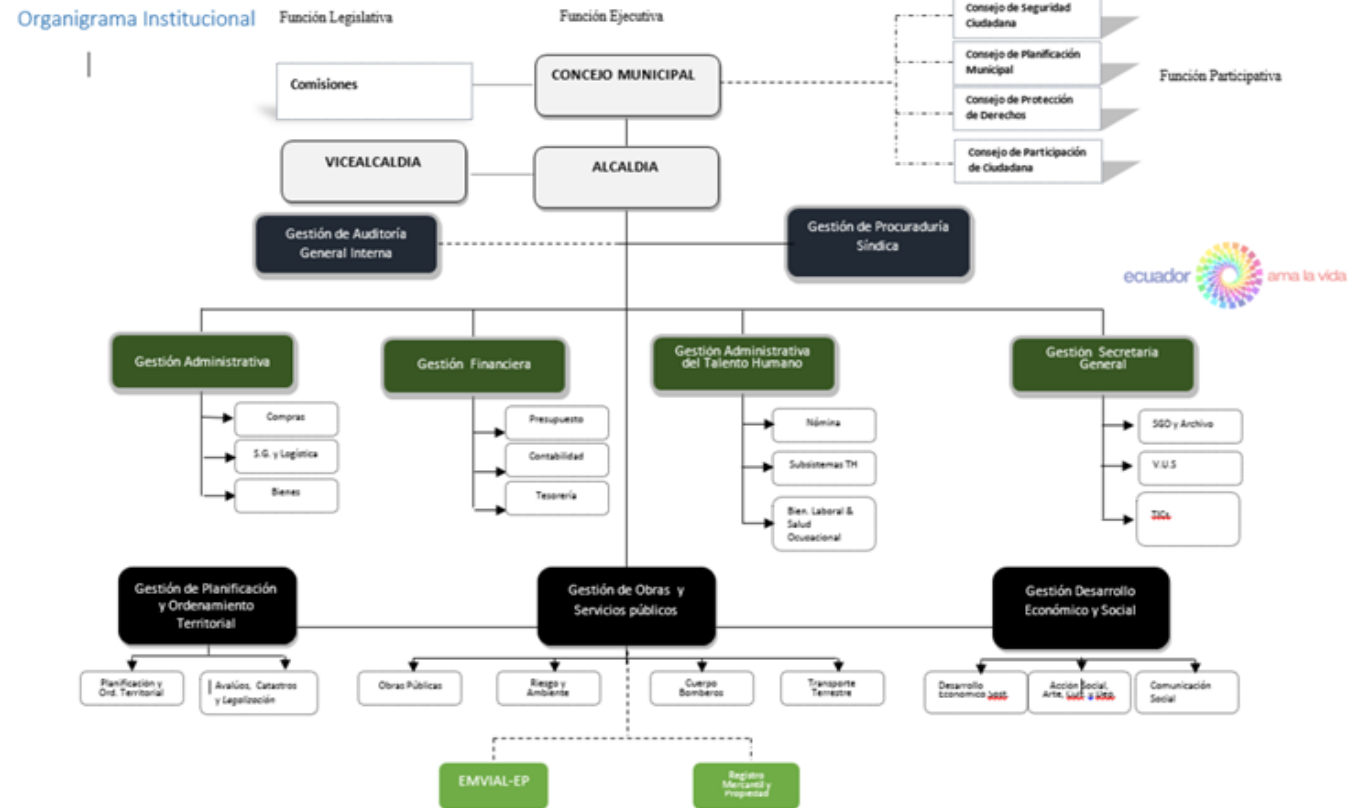 Organigrama Institucional
Función Legislativa
Función Ejecutiva
Consejo de Seguridad
Ciudadana
Comisiones
CONCEJO MUNICIPAL
Consejo de Planificación
Municipal
Función Participativa
Consejo de Protección
de Derechos
VICEALCALDIA
ALCALDIA
Consejo de Participación
de Ciudadana
Gestión de Auditoría
General Interna
Gestión de Procuraduría
Síndica
ecuador
ama la vida
Gestión Administrativa
Gestión Financiera
Gestión Administrativa
del Talento Humano
Gestión Secretaria
General
Compras
S.G. y Logística
Bienes
Presupuesto
Contabilidad
Tesorería
Nómina
Subsistemas TH
Bien. Laboral &
Salud
Ocupacional
SGD y Archivo
V.U.S
TICs
Gestión de Planificación
y Ordenamiento
Territorial
Gestión de Obras y
Servicios públicos
Gestión Desarrollo
Económico y Social
Planificación y
Ord. Territorial
Avalúos, Catastros
y Legalización
Obras Públicas
Riesgo y
Ambiente
Cuerpo
Bomberos
Transporte
Terrestre
Desarrollo
Económico Sost.
Acción Social,
Arte, Cult. y Dep.
Comunicación
Social
EMVIAL-EP
Registro
Mercantil y
Propiedad